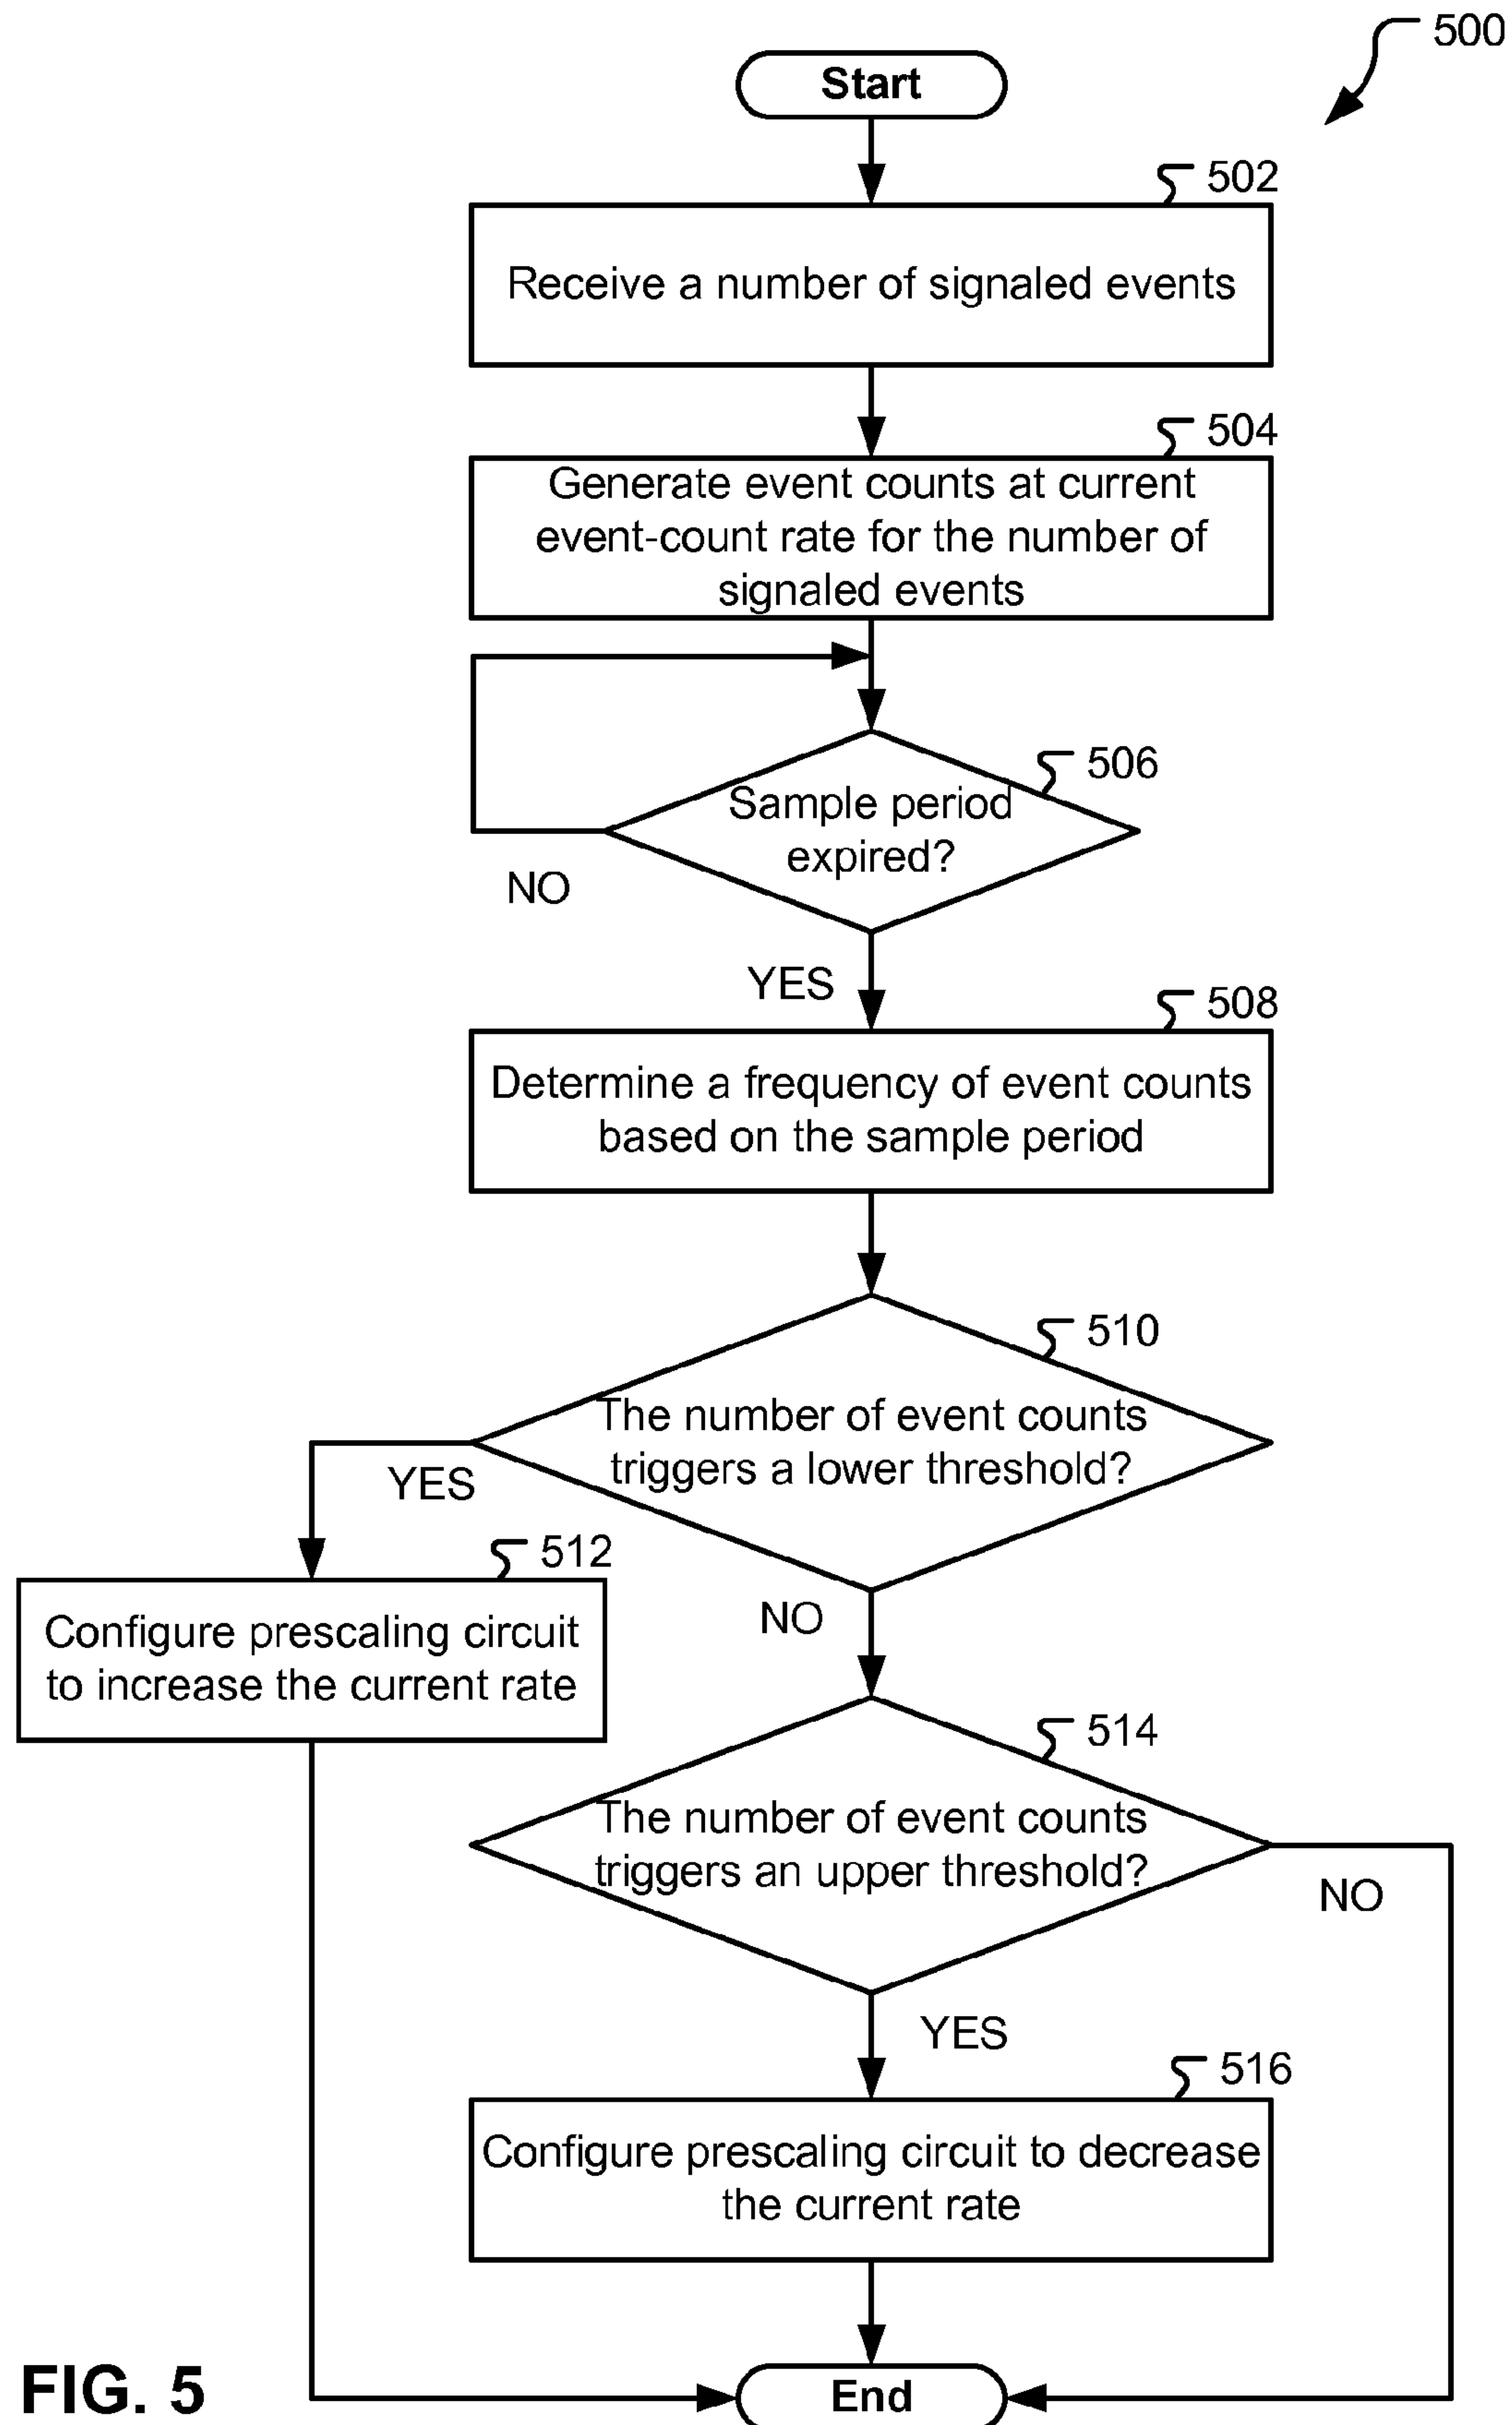 500
Start
502
Receive a number of signaled events
504
Generate event counts at current
event-count rate for the number of
signaled events
506
Sample period
expired?
NO
YES
508
Determine a frequency of event counts
based on the sample period
510
The number of event counts
triggers a lower threshold?
YES
512
Configure prescaling circuit
to increase the current rate
NO
514
The number of event counts
triggers an upper threshold?
NO
YES
516
Configure prescaling circuit to decrease
the current rate
FIG. 5
End